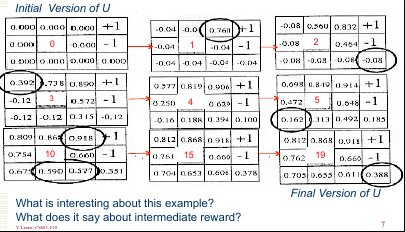 Initial Version of U
0.000 0.000 0.000 +1
0.000 0 0.000 -1
0.000 0.000 0.000 0.000
-0.04 0.760 +1
-0.04 1 -0.04 -1
-0.04 -0.04 -0.04 -0.04
-0.08 0.560 0.832 +1
-0.08 2 0.464 -1
-0.08 -0.08 -0.08 -0.08
0.392 0.738 0.890 +1
-0.12 3 0.572 -1
-0.12 -0.12 0.315 -0.12
0.577 0.819 0.906 +1
0.250 4 0.629 -1
-0.16 0.188 0.394 0.100
0.698 0.849 0.914 +1
0.472 5 0.648 -1
0.162 0.313 0.492 0.185
0.809 0.868 0.918 +1
0.754 10 0.660 -1
0.590 0.577 0.351
0.812 0.868 0.918 +1
0.761 15 0.660 -1
0.704 0.653 0.606 0.378
0.812 0.868 0.918 +1
0.762 19 0.660 -1
0.705 0.655 0.611 0.388
Final Version of U
What is interesting about this example?
What does it say about intermediate reward?
V. Lesser; CS683, F10
7